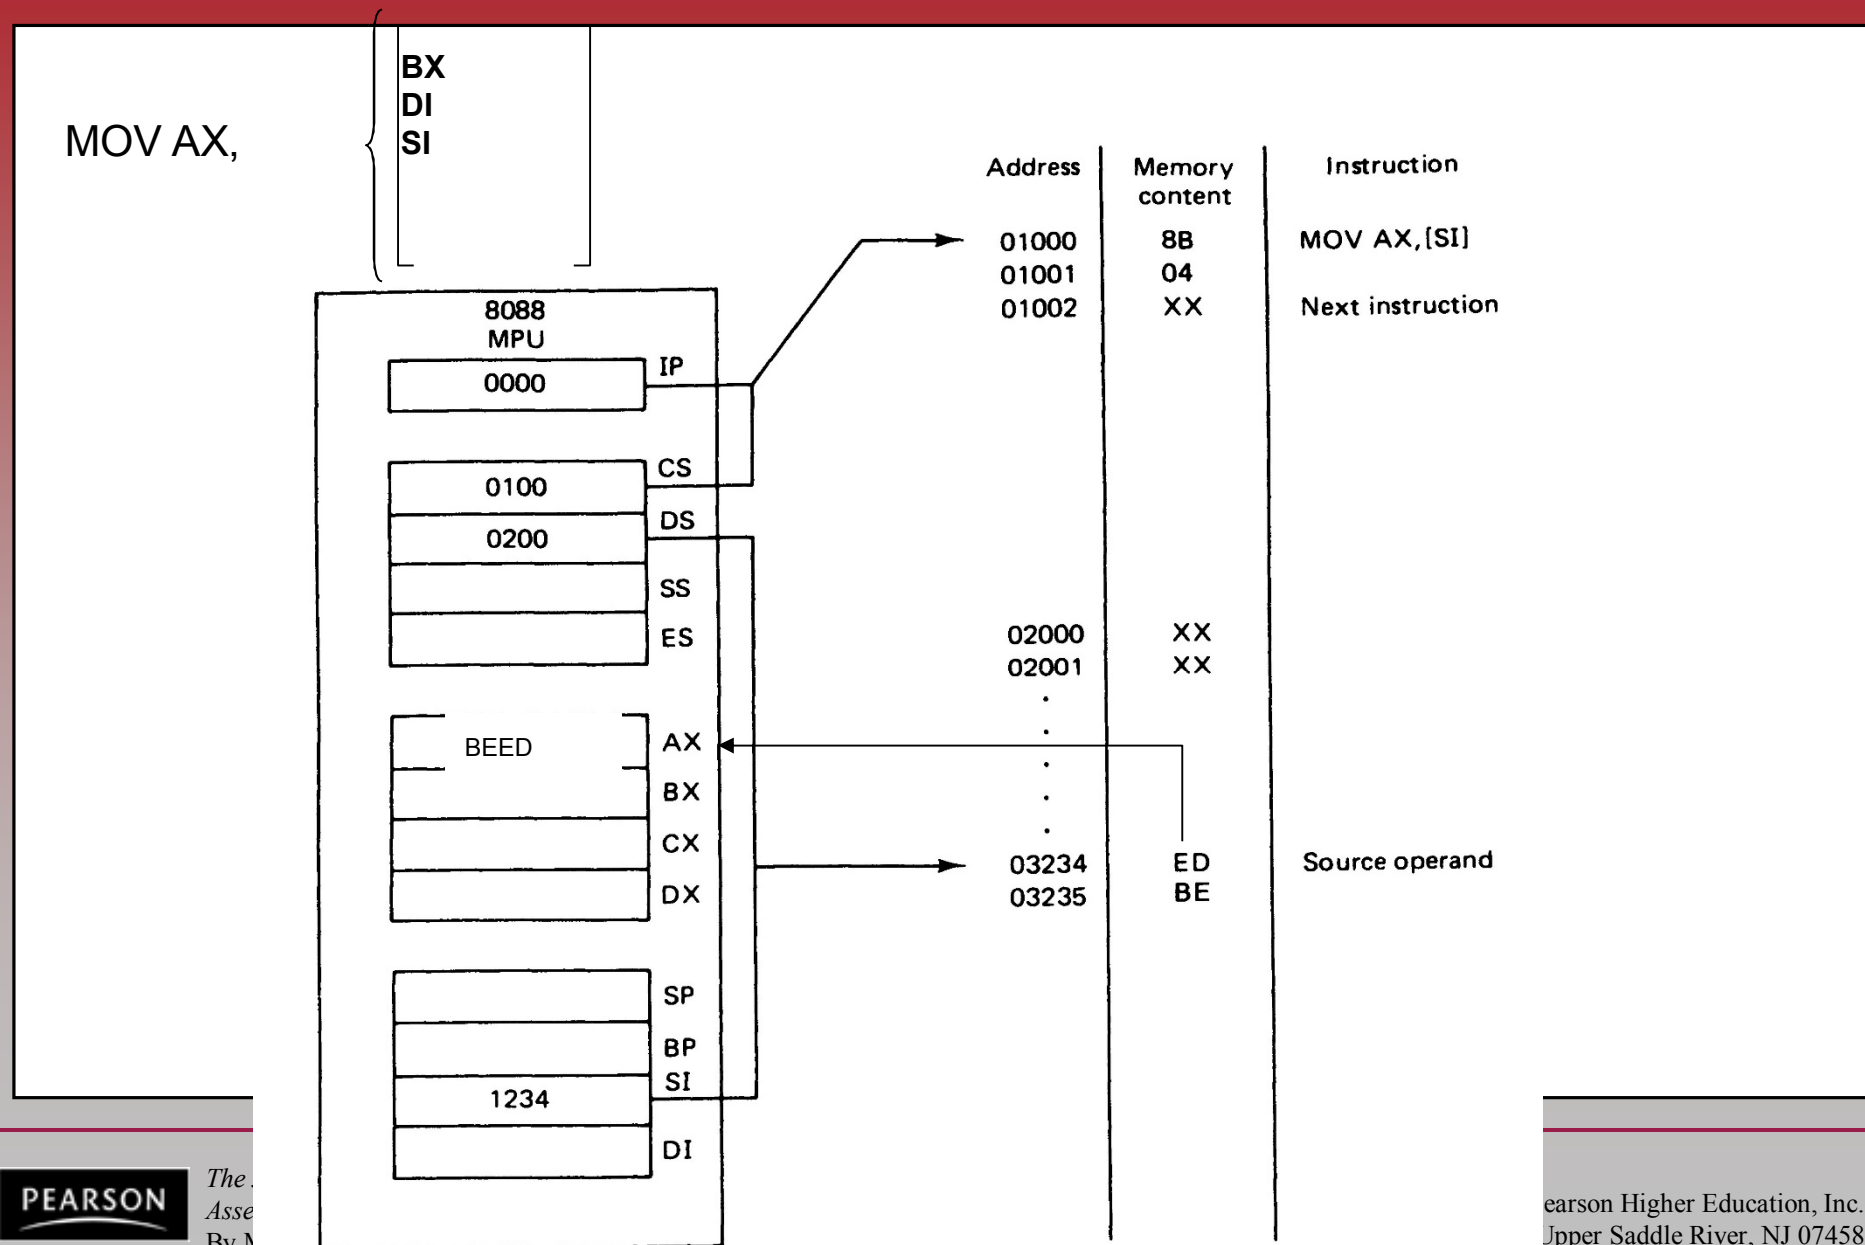 BX
DI
SI
MOV AX,
8088
MPU
0000 IP
0100 CS
0200 DS
SS
ES
BEED AX
BX
CX
DX
SP
BP
1234 SI
DI
Address Memory content Instruction
01000 8B MOV AX,[SI]
01001 04
01002 XX Next instruction
02000 XX
02001 XX
.
.
.
.
.
03234 ED Source operand
03235 BE
PEARSON
The
Asse
By M
earson Higher Education, Inc.
Upper Saddle River, NJ 07458